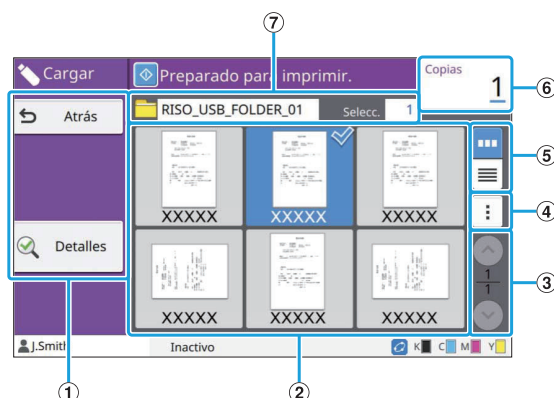 ⑦
Cargar
Preparado para imprimir.
Copias
1
⑥
Atrás
RISO_USB_FOLDER_01
Selecc.
1
⑤
XXXXX XXXXX XXXXX
④
Detalles
1
1
③
XXXXX XXXXX XXXXX
J.Smith
Inactivo
K C M Y
① ②